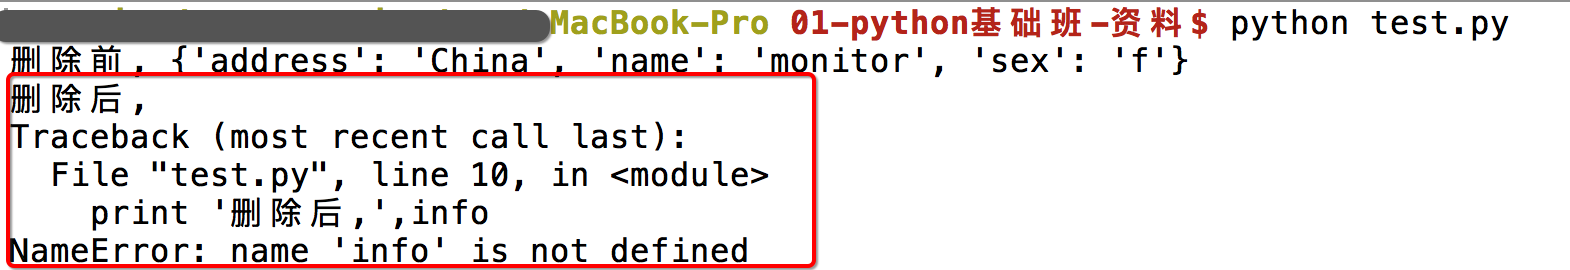 MacBook-Pro 01-python基础班-资料$ python test.py
删除前, {'address': 'China', 'name': 'monitor', 'sex': 'f'}
删除后,
Traceback (most recent call last):
  File "test.py", line 10, in <module>
    print '删除后,',info
NameError: name 'info' is not defined